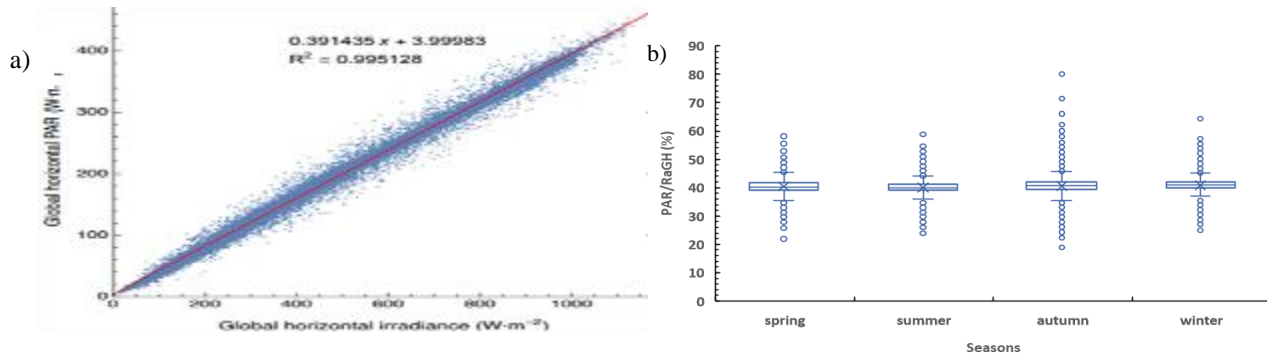 a)
0.391435 x + 3.99983
R² = 0.995128
Global horizontal PAR (W·m
400
300
200
100
0
0 200 400 600 800 1000
Global horizontal irradiance (W·m⁻²)
b)
PAR/RaGH (%)
90
80
70
60
50
40
30
20
10
0
spring summer autumn winter
Seasons